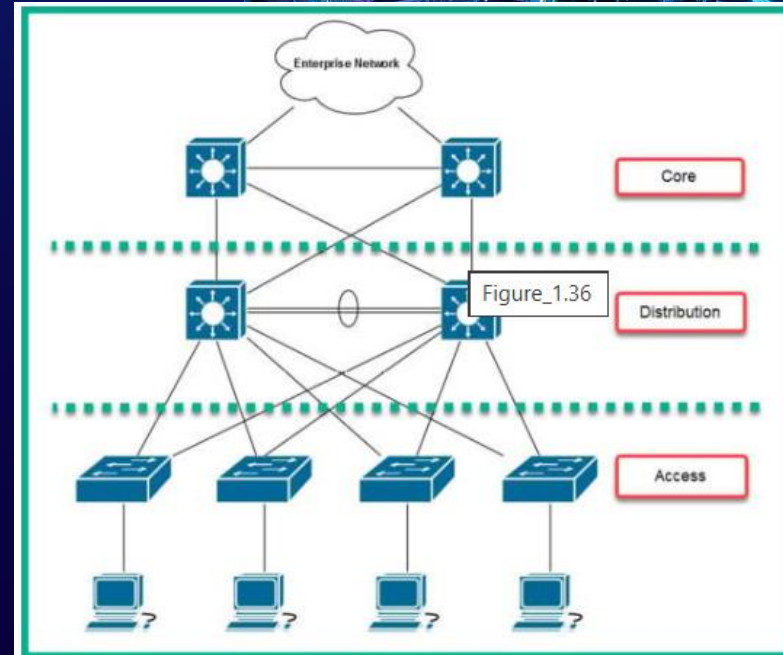 Enterprise Network
Core
Figure_1.36
Distribution
Access
?
?
?
?